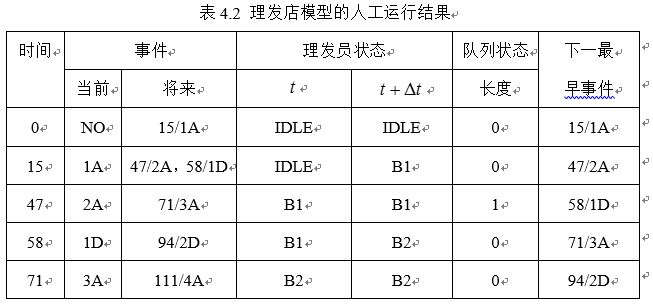 表 4.2 理发店模型的人工运行结果
时间 事件 理发员状态 队列状态 下一最
当前 将来 t t + Δt 长度 早事件
0 NO 15/1A IDLE IDLE 0 15/1A
15 1A 47/2A，58/1D IDLE B1 0 47/2A
47 2A 71/3A B1 B1 1 58/1D
58 1D 94/2D B1 B2 0 71/3A
71 3A 111/4A B2 B2 0 94/2D